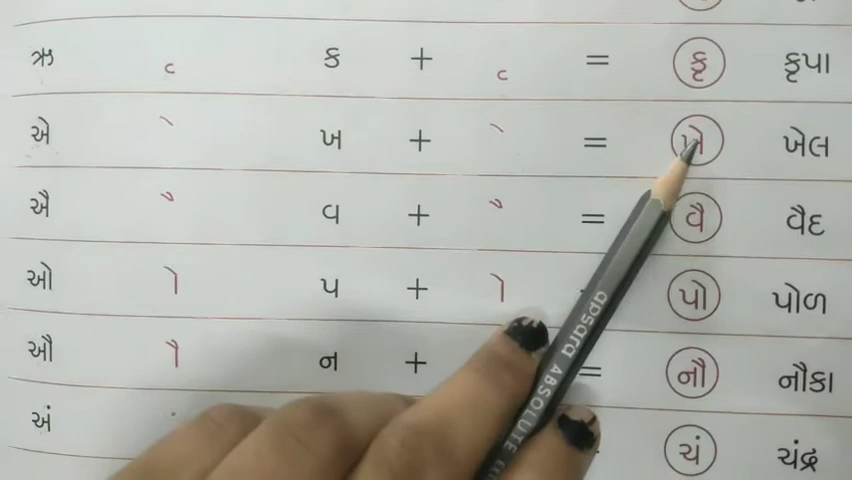 ઋ ૃ ક + ૃ = કૃ કૃપા
એ ે ખ + ે = ખે ખેલ
ઐ ૈ વ + ૈ = વૈ વૈદ
ઓ ો પ + ો પો પોળ
ઔ ૌ ન + = નૌ નૌકા
અં ં ચં ચંદ્ર
apsara ABSOLUTE